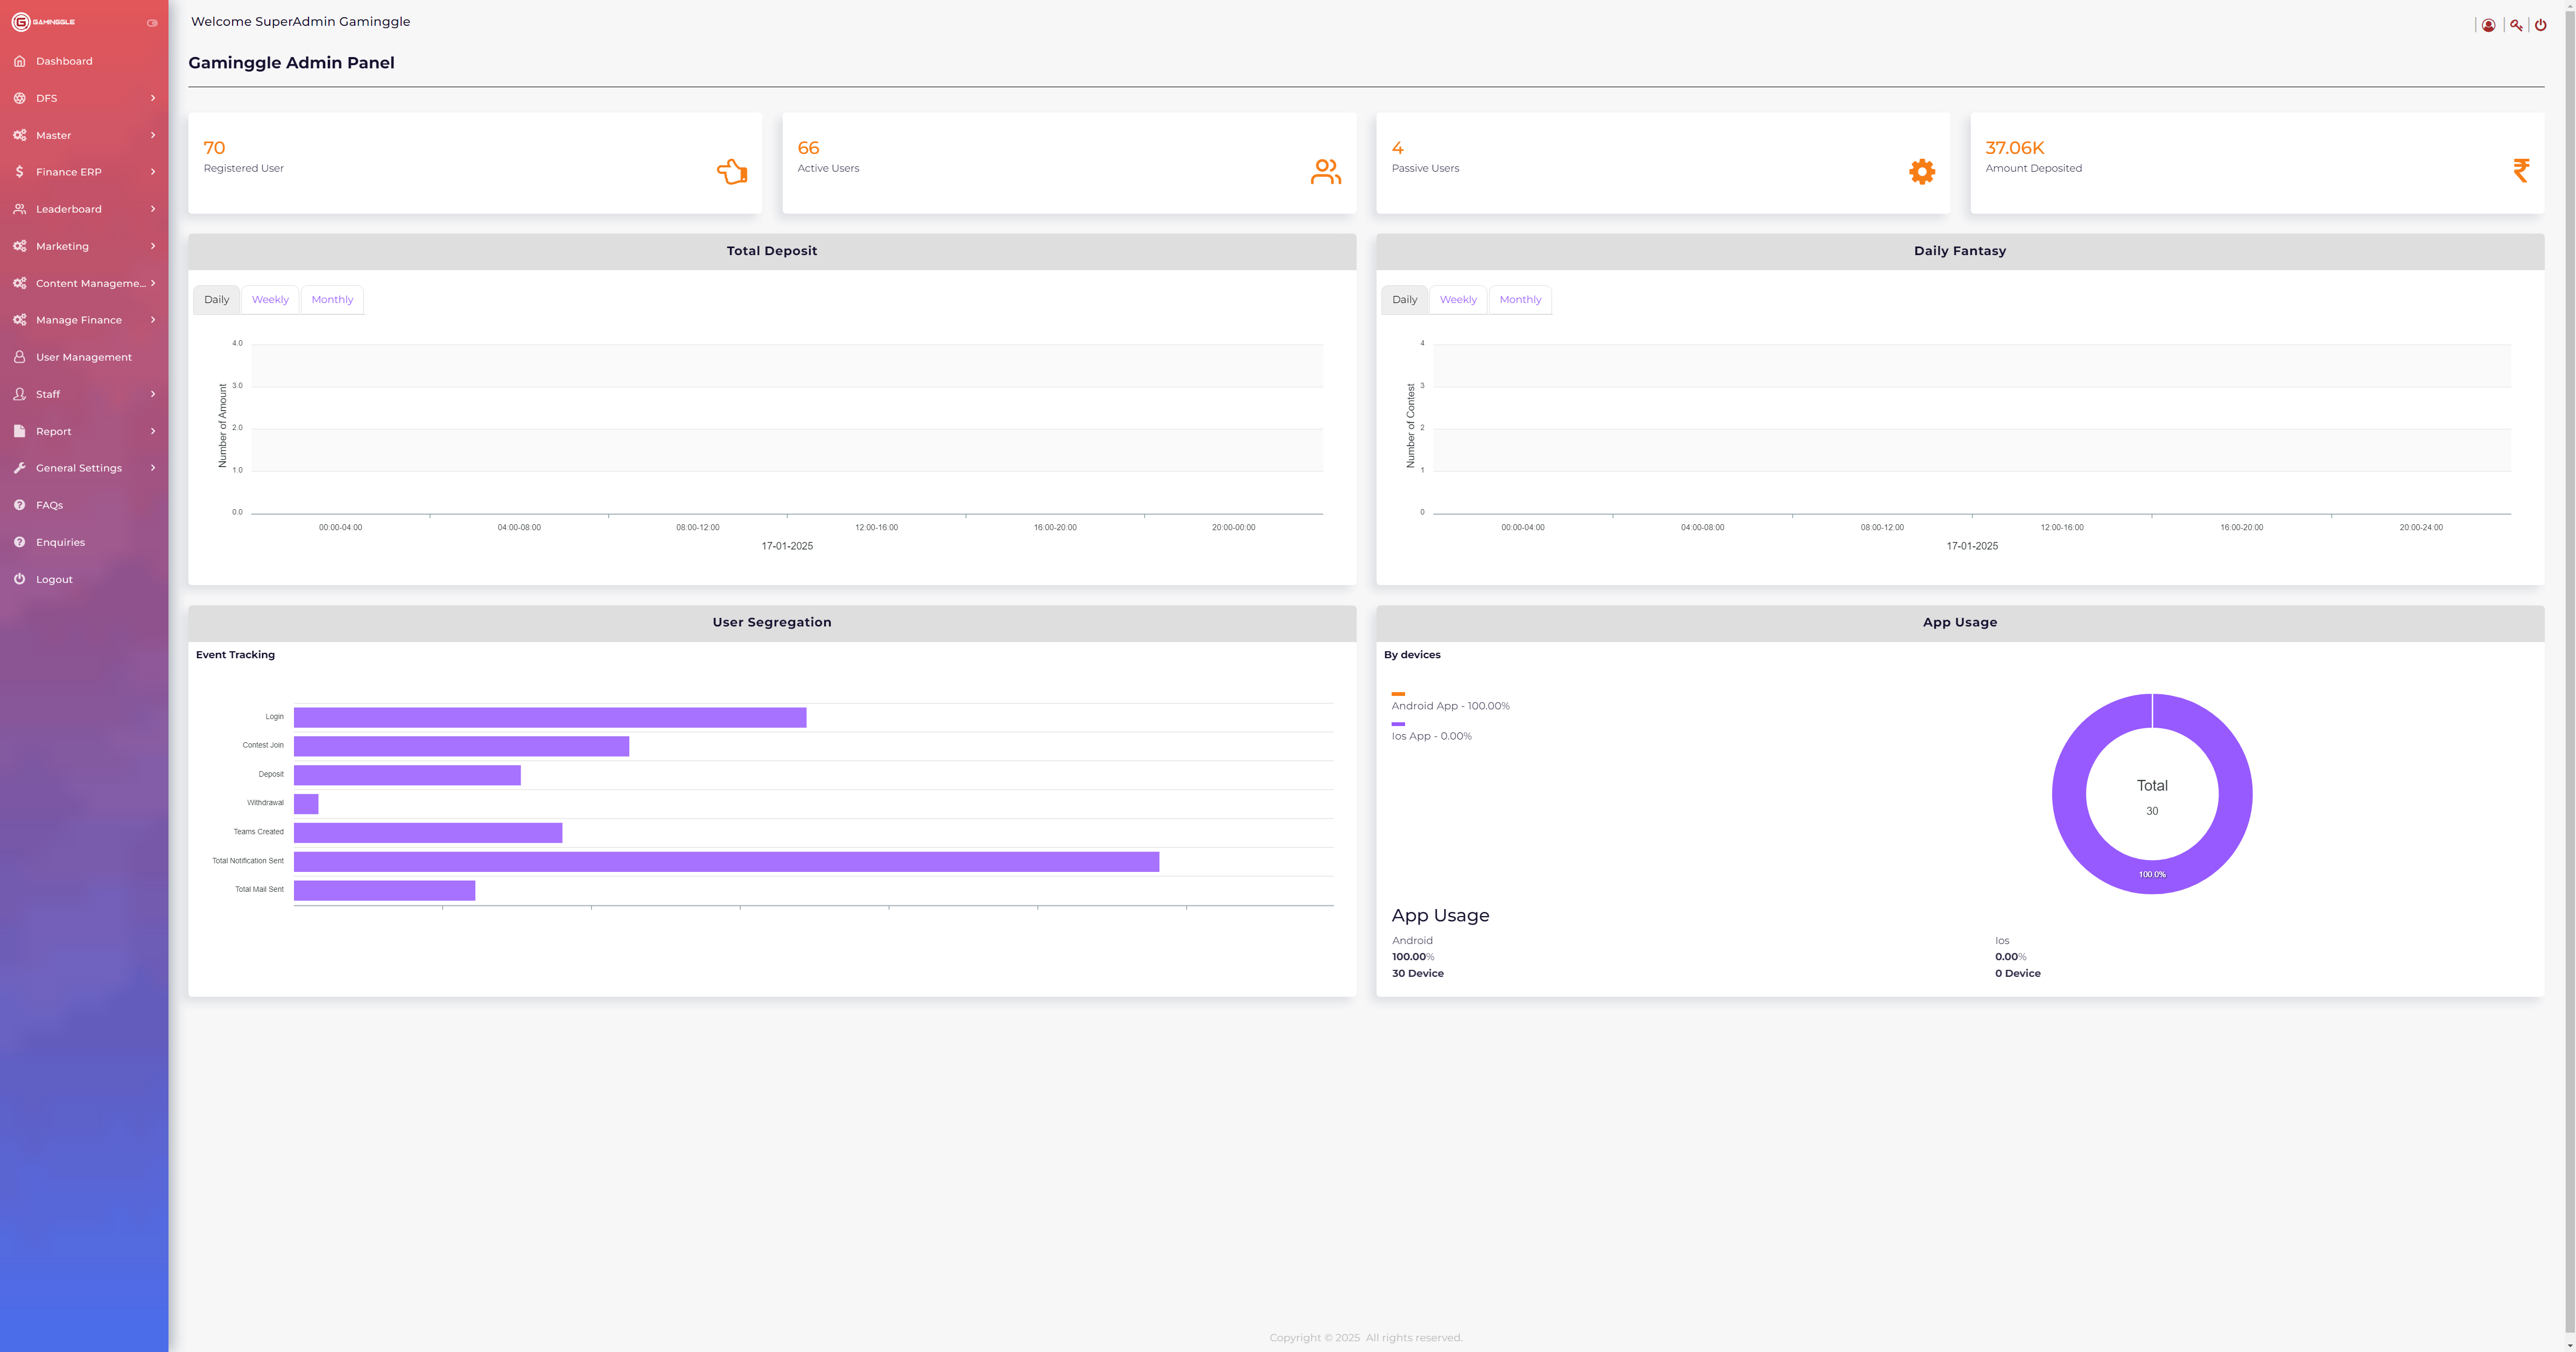 GAMINGGLE
Welcome SuperAdmin Gaminggle
Gaminggle Admin Panel
Dashboard
DFS
Master
Finance ERP
Leaderboard
Marketing
Content Manageme...
Manage Finance
User Management
Staff
Report
General Settings
FAQs
Enquiries
Logout
70
Registered User
66
Active Users
4
Passive Users
37.06K
Amount Deposited
Total Deposit
Daily Weekly Monthly
Number of Amount
4.0
3.0
2.0
1.0
0.0
00:00-04:00 04:00-08:00 08:00-12:00 12:00-16:00 16:00-20:00 20:00-00:00
17-01-2025
Daily Fantasy
Daily Weekly Monthly
Number of Contest
4
3
2
1
0
00:00-04:00 04:00-08:00 08:00-12:00 12:00-16:00 16:00-20:00 20:00-24:00
17-01-2025
User Segregation
Event Tracking
Login
Contest Join
Deposit
Withdrawal
Teams Created
Total Notification Sent
Total Mail Sent
App Usage
By devices
Android App - 100.00%
Ios App - 0.00%
Total
30
100.0%
App Usage
Android
100.00%
30 Device
Ios
0.00%
0 Device
Copyright © 2025 All rights reserved.